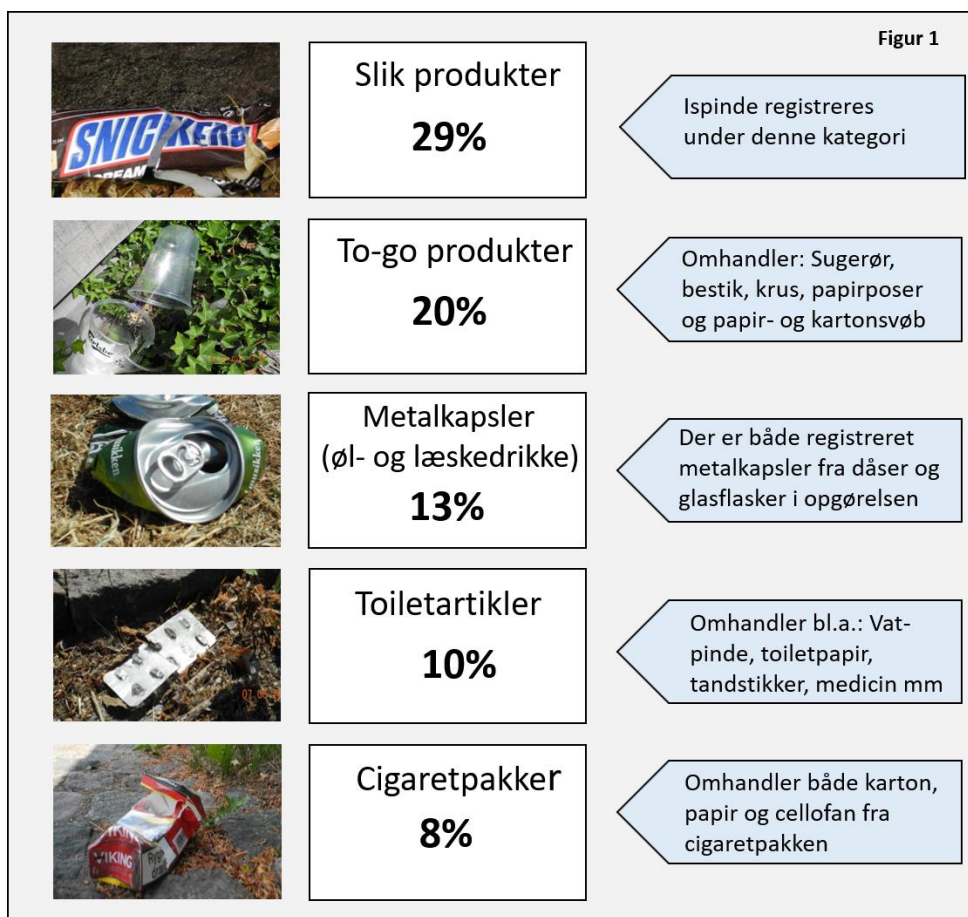 Figur 1
Slik produkter
29%
Ispinde registreres
under denne kategori
SNICKERS
To-go produkter
20%
Omhandler: Sugerør,
bestik, krus, papirposer
og papir- og kartonsvøb
Metalkapsler
(øl- og læskedrikke)
13%
Der er både registreret
metalkapsler fra dåser og
glasflasker i opgørelsen
Toiletartikler
10%
Omhandler bl.a.: Vat-
pinde, toiletpapir,
tandstikker, medicin mm
Cigaretpakker
8%
Omhandler både karton,
papir og cellofan fra
cigaretpakken
VIKING